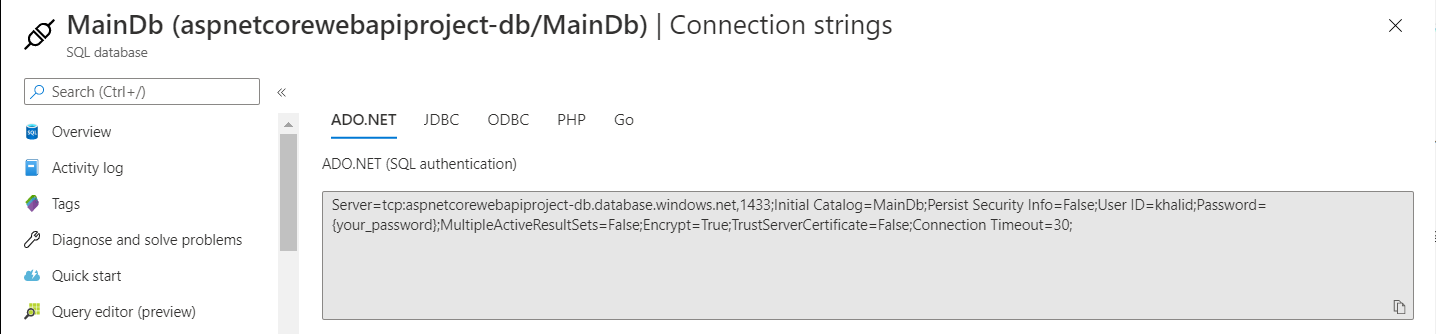 MainDb (aspnetcorewebapiproject-db/MainDb) | Connection strings
SQL database
Search (Ctrl+/)
«
Overview
Activity log
Tags
Diagnose and solve problems
Quick start
Query editor (preview)
ADO.NET JDBC ODBC PHP Go
ADO.NET (SQL authentication)
Server=tcp:aspnetcorewebapiproject-db.database.windows.net,1433;Initial Catalog=MainDb;Persist Security Info=False;User ID=khalid;Password=
{your_password};MultipleActiveResultSets=False;Encrypt=True;TrustServerCertificate=False;Connection Timeout=30;